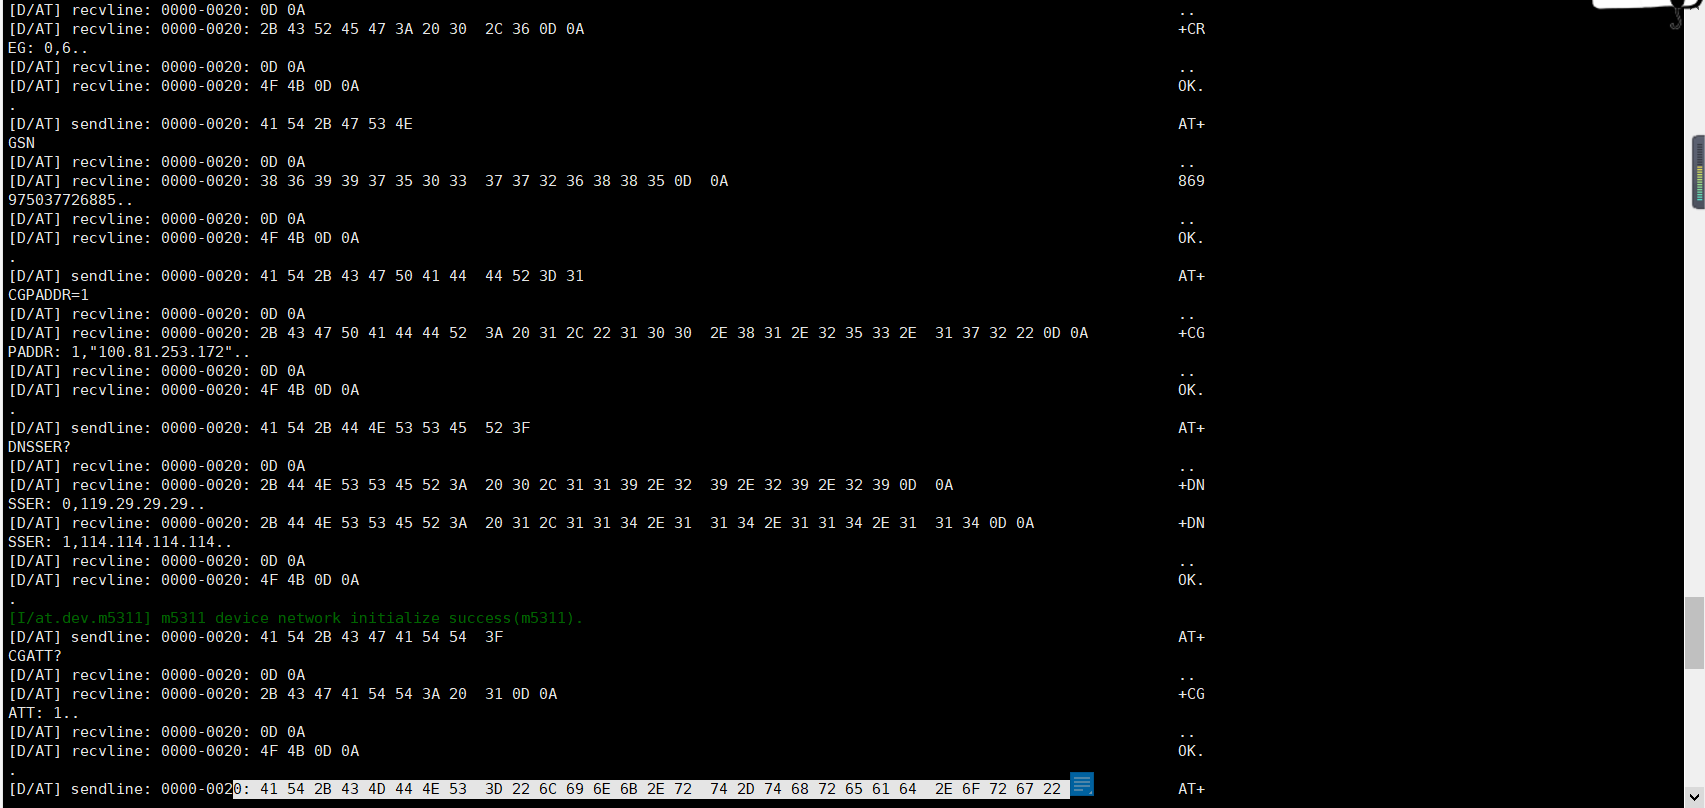 [D/AT] recvline: 0000-0020: 0D 0A ..
[D/AT] recvline: 0000-0020: 2B 43 52 45 47 3A 20 30  2C 36 0D 0A +CR
EG: 0,6..
[D/AT] recvline: 0000-0020: 0D 0A ..
[D/AT] recvline: 0000-0020: 4F 4B 0D 0A OK.
.
[D/AT] sendline: 0000-0020: 41 54 2B 47 53 4E AT+
GSN
[D/AT] recvline: 0000-0020: 0D 0A ..
[D/AT] recvline: 0000-0020: 38 36 39 39 37 35 30 33  37 37 32 36 38 38 35 0D  0A 869
975037726885..
[D/AT] recvline: 0000-0020: 0D 0A ..
[D/AT] recvline: 0000-0020: 4F 4B 0D 0A OK.
.
[D/AT] sendline: 0000-0020: 41 54 2B 43 47 50 41 44  44 52 3D 31 AT+
CGPADDR=1
[D/AT] recvline: 0000-0020: 0D 0A ..
[D/AT] recvline: 0000-0020: 2B 43 47 50 41 44 44 52  3A 20 31 2C 22 31 30 30  2E 38 31 2E 32 35 33 2E  31 37 32 22 0D 0A +CG
PADDR: 1,"100.81.253.172"..
[D/AT] recvline: 0000-0020: 0D 0A ..
[D/AT] recvline: 0000-0020: 4F 4B 0D 0A OK.
.
[D/AT] sendline: 0000-0020: 41 54 2B 44 4E 53 53 45  52 3F AT+
DNSSER?
[D/AT] recvline: 0000-0020: 0D 0A ..
[D/AT] recvline: 0000-0020: 2B 44 4E 53 53 45 52 3A  20 30 2C 31 31 39 2E 32  39 2E 32 39 2E 32 39 0D  0A +DN
SSER: 0,119.29.29.29..
[D/AT] recvline: 0000-0020: 2B 44 4E 53 53 45 52 3A  20 31 2C 31 31 34 2E 31  31 34 2E 31 31 34 2E 31  31 34 0D 0A +DN
SSER: 1,114.114.114.114..
[D/AT] recvline: 0000-0020: 0D 0A ..
[D/AT] recvline: 0000-0020: 4F 4B 0D 0A OK.
.
[I/at.dev.m5311] m5311 device network initialize success(m5311).
[D/AT] sendline: 0000-0020: 41 54 2B 43 47 41 54 54  3F AT+
CGATT?
[D/AT] recvline: 0000-0020: 0D 0A ..
[D/AT] recvline: 0000-0020: 2B 43 47 41 54 54 3A 20  31 0D 0A +CG
ATT: 1..
[D/AT] recvline: 0000-0020: 0D 0A ..
[D/AT] recvline: 0000-0020: 4F 4B 0D 0A OK.
.
[D/AT] sendline: 0000-0020: 41 54 2B 43 4D 44 4E 53  3D 22 6C 69 6E 6B 2E 72  74 2D 74 68 72 65 61 64  2E 6F 72 67 22 AT+